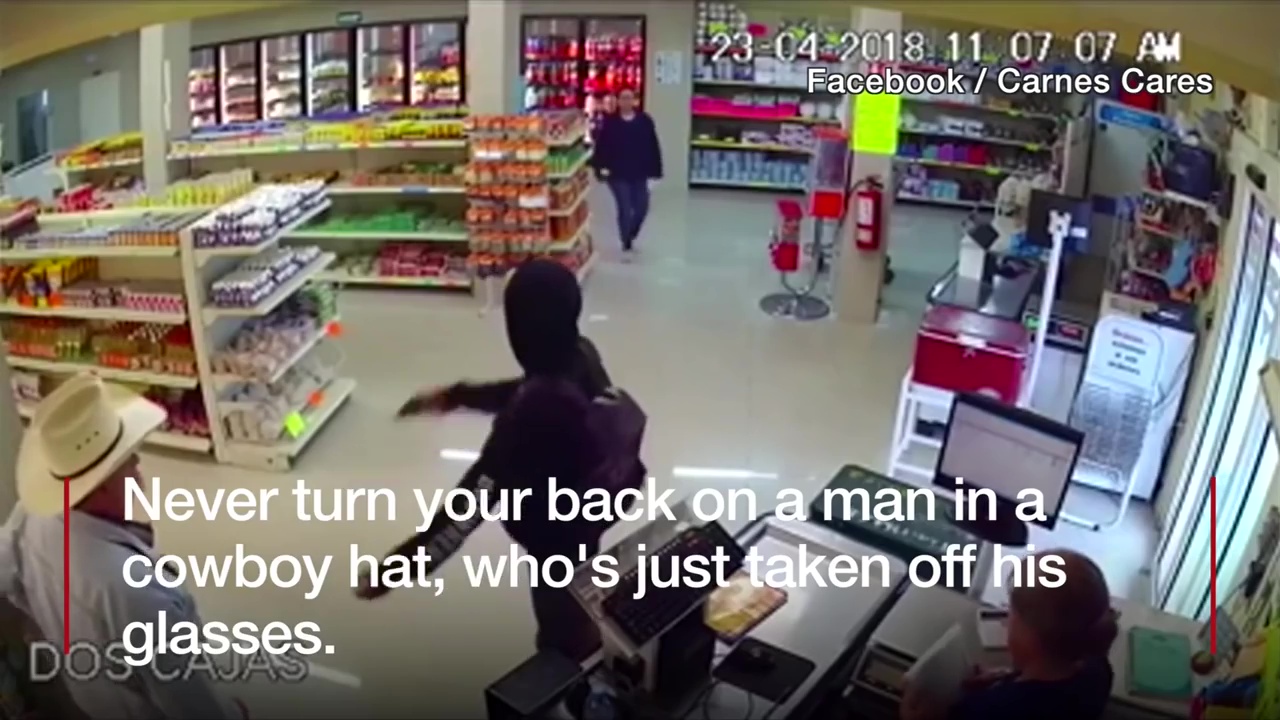 23-04-2018 11 07 07 AM
Facebook / Carnes Cares
Never turn your back on a man in a
cowboy hat, who's just taken off his
glasses.
DOS CAJAS